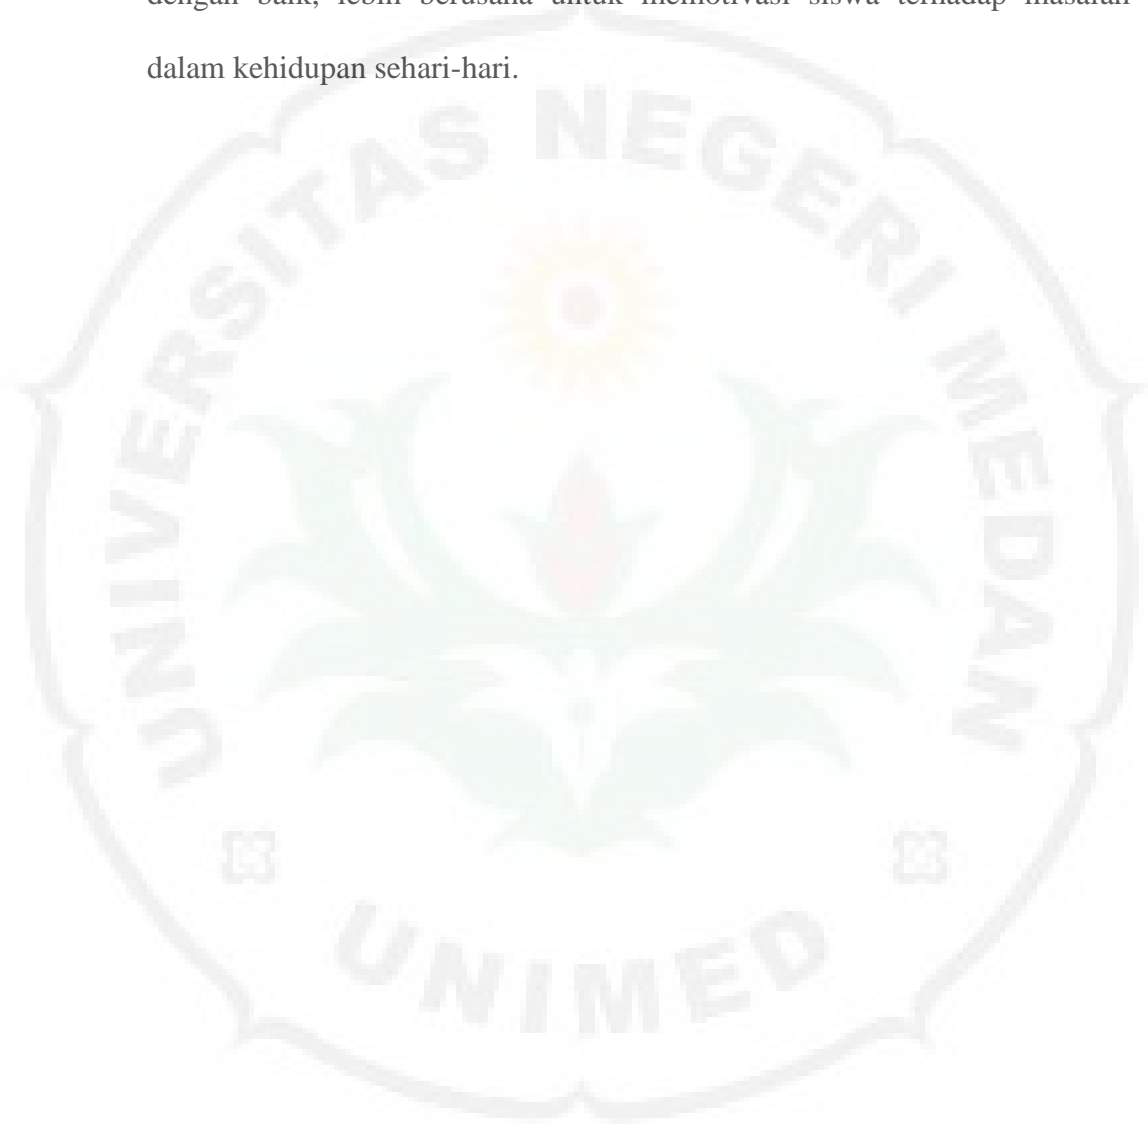 dengan baik, lebih berusaha untuk memotivasi siswa terhadap masalah
dalam kehidupan sehari-hari.
UNIVERSITAS NEGERI MEDAN
UNIMED